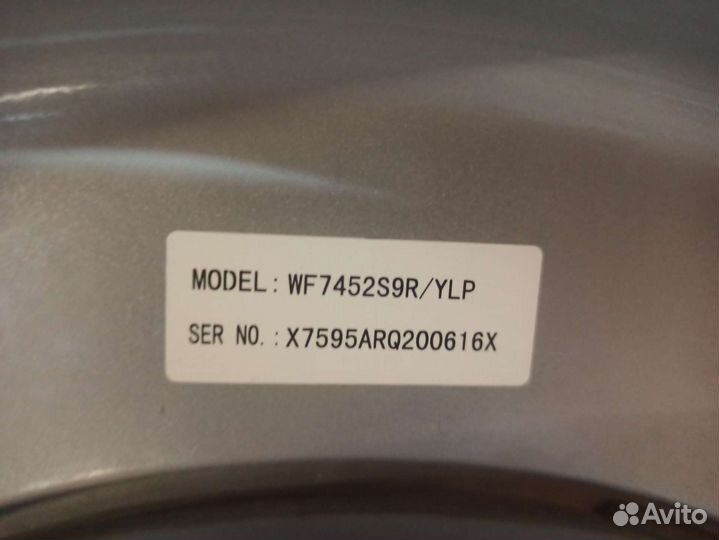 MODEL: WF7452S9R/YLP
SER NO.: X7595ARQ200616X
Avito